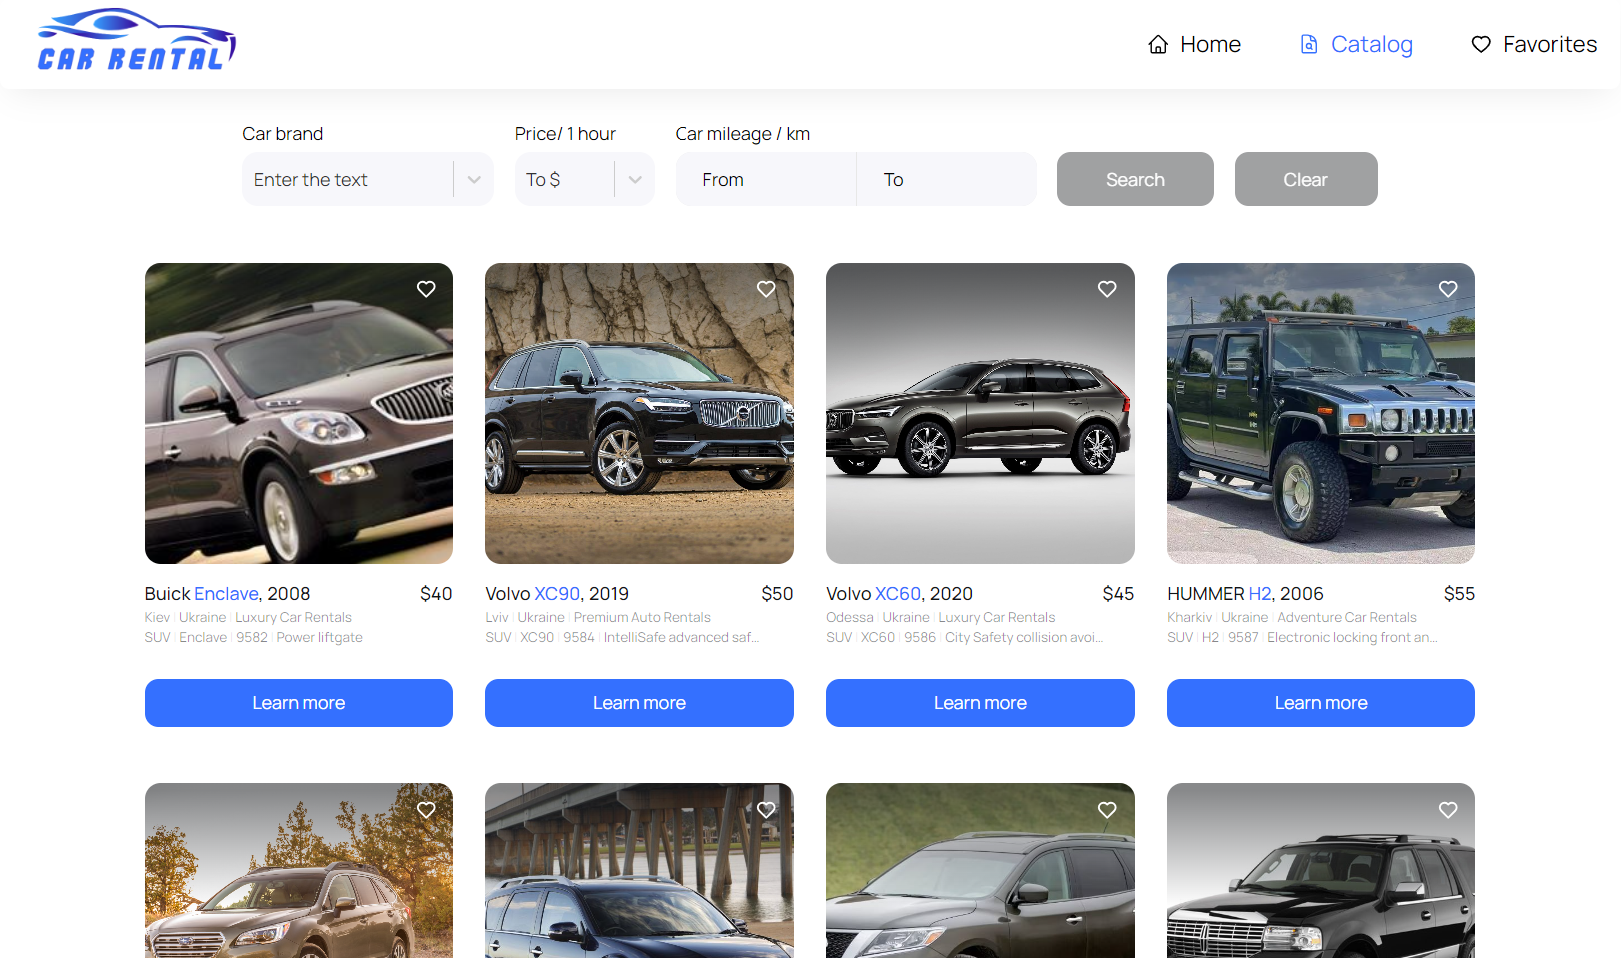 CAR RENTAL
Home
Catalog
Favorites
Car brand
Price/ 1 hour
Car mileage / km
Enter the text
To $
From
To
Search
Clear
Buick Enclave, 2008 $40
Kiev | Ukraine | Luxury Car Rentals
SUV | Enclave | 9582 | Power liftgate
Learn more
Volvo XC90, 2019 $50
Lviv | Ukraine | Premium Auto Rentals
SUV | XC90 | 9584 | IntelliSafe advanced saf...
Learn more
Volvo XC60, 2020 $45
Odessa | Ukraine | Luxury Car Rentals
SUV | XC60 | 9586 | City Safety collision avoi...
Learn more
HUMMER H2, 2006 $55
Kharkiv | Ukraine | Adventure Car Rentals
SUV | H2 | 9587 | Electronic locking front an...
Learn more